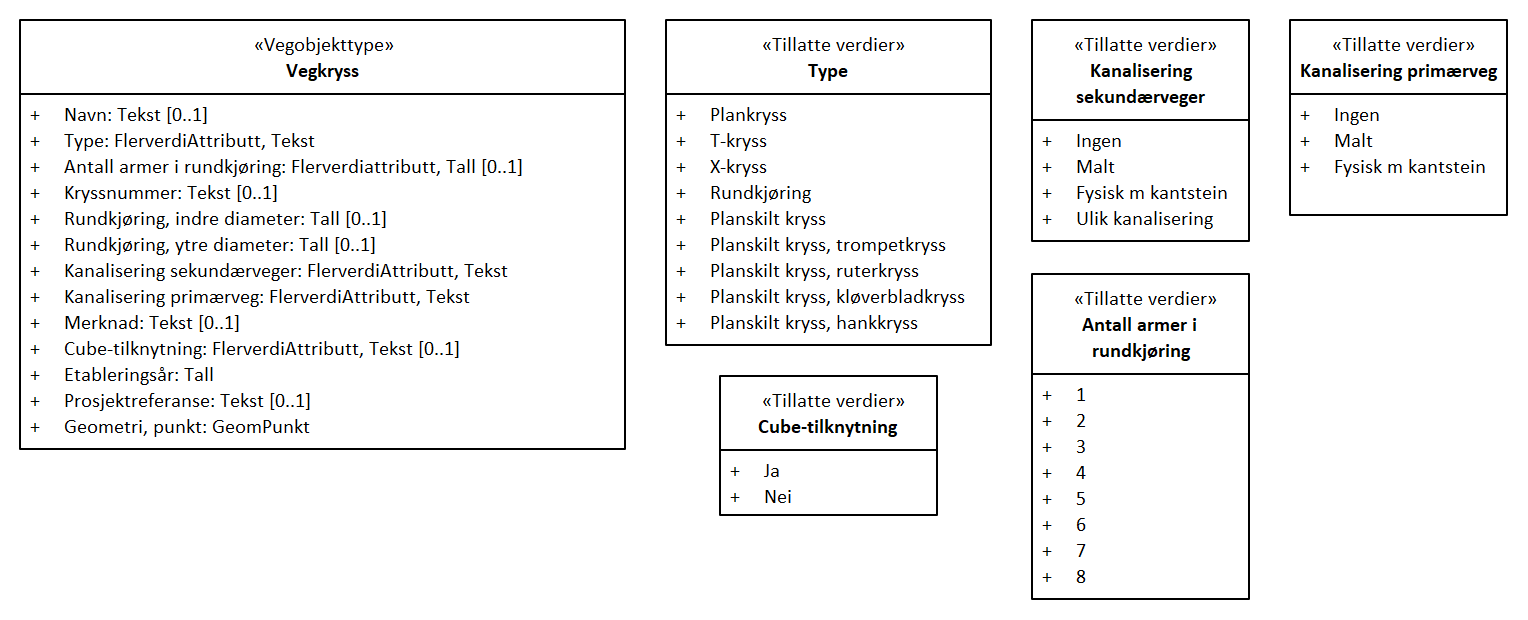 «Vegobjekttype»
Vegkryss
+ Navn: Tekst [0..1]
+ Type: FlerverdiAttributt, Tekst
+ Antall armer i rundkjøring: Flerverdiattributt, Tall [0..1]
+ Kryssnummer: Tekst [0..1]
+ Rundkjøring, indre diameter: Tall [0..1]
+ Rundkjøring, ytre diameter: Tall [0..1]
+ Kanalisering sekundærveger: FlerverdiAttributt, Tekst
+ Kanalisering primærveg: FlerverdiAttributt, Tekst
+ Merknad: Tekst [0..1]
+ Cube-tilknytning: FlerverdiAttributt, Tekst [0..1]
+ Etableringsår: Tall
+ Prosjektreferanse: Tekst [0..1]
+ Geometri, punkt: GeomPunkt
«Tillatte verdier»
Type
+ Plankryss
+ T-kryss
+ X-kryss
+ Rundkjøring
+ Planskilt kryss
+ Planskilt kryss, trompetkryss
+ Planskilt kryss, ruterkryss
+ Planskilt kryss, kløverbladkryss
+ Planskilt kryss, hankkryss
«Tillatte verdier»
Cube-tilknytning
+ Ja
+ Nei
«Tillatte verdier»
Kanalisering
sekundærveger
+ Ingen
+ Malt
+ Fysisk m kantstein
+ Ulik kanalisering
«Tillatte verdier»
Antall armer i
rundkjøring
+ 1
+ 2
+ 3
+ 4
+ 5
+ 6
+ 7
+ 8
«Tillatte verdier»
Kanalisering primærveg
+ Ingen
+ Malt
+ Fysisk m kantstein